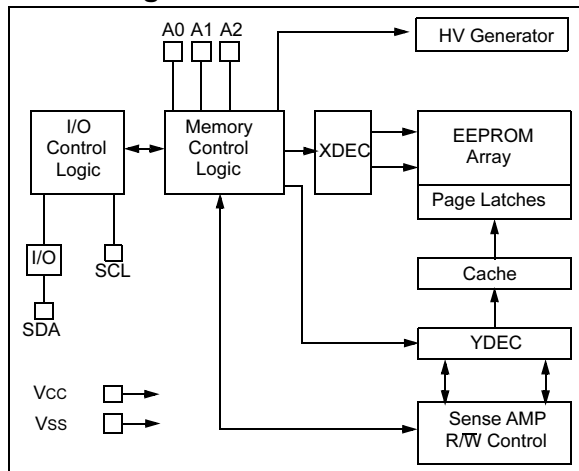 A0 A1 A2
HV Generator
I/O
Control
Logic
Memory
Control
Logic
XDEC
EEPROM
Array
Page Latches
I/O
SCL
SDA
Cache
YDEC
VCC
VSS
Sense AMP
R/W̅ Control